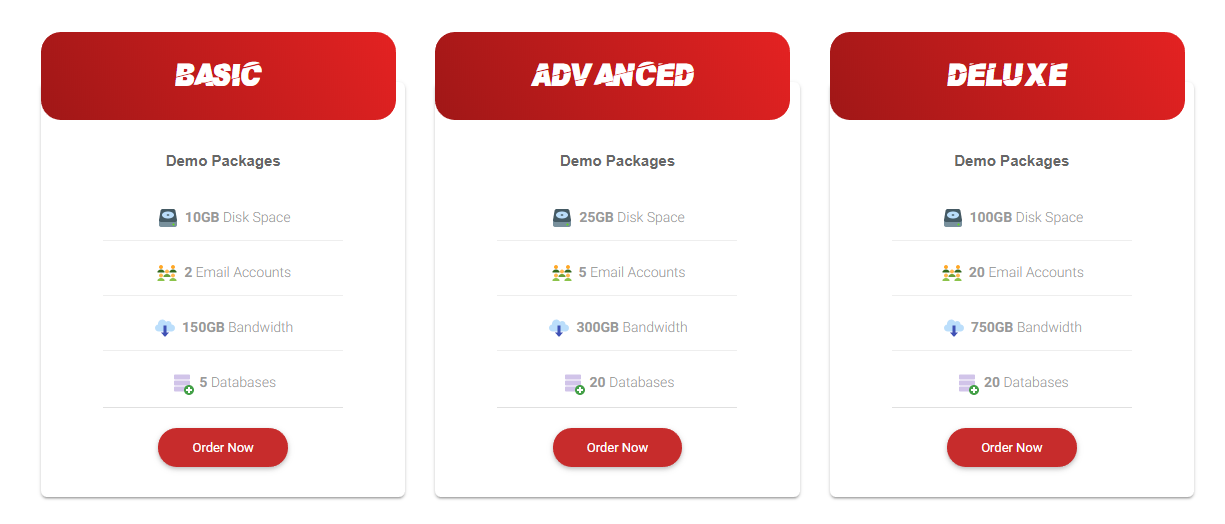 BASIC
Demo Packages
10GB Disk Space
2 Email Accounts
150GB Bandwidth
5 Databases
Order Now
ADVANCED
Demo Packages
25GB Disk Space
5 Email Accounts
300GB Bandwidth
20 Databases
Order Now
DELUXE
Demo Packages
100GB Disk Space
20 Email Accounts
750GB Bandwidth
20 Databases
Order Now